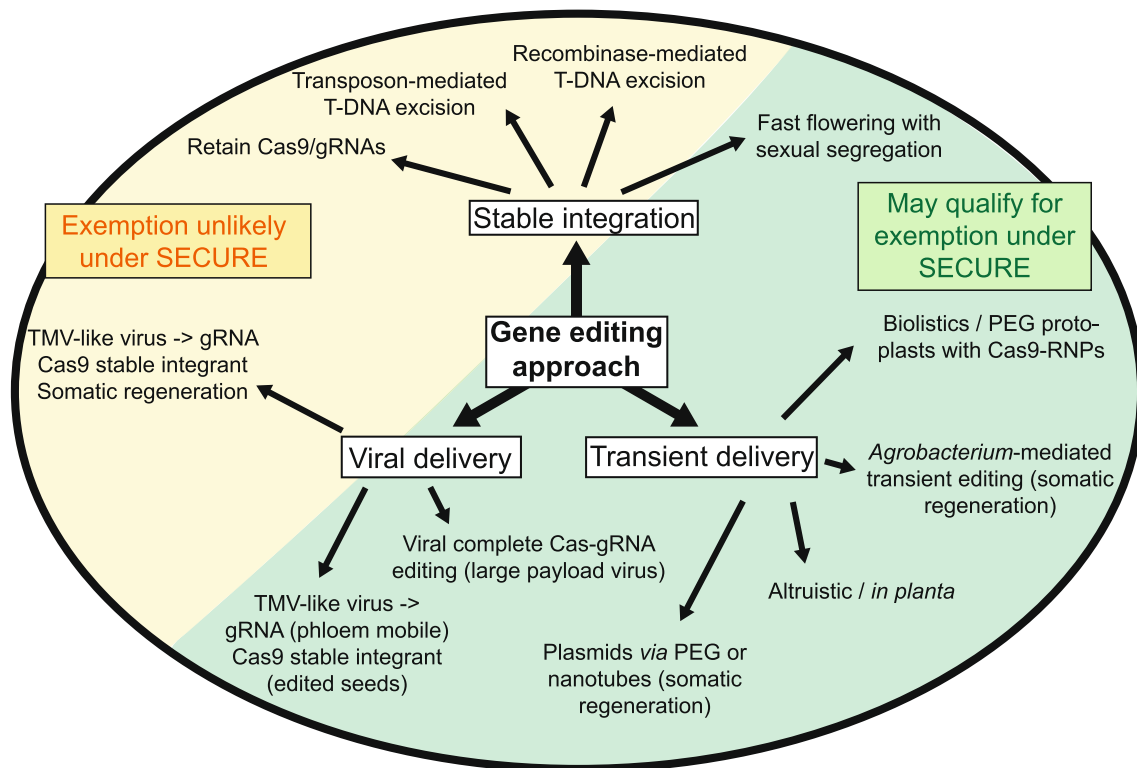 Recombinase-mediated
T-DNA excision
Transposon-mediated
T-DNA excision
Retain Cas9/gRNAs
Fast flowering with
sexual segregation
Stable integration
Exemption unlikely
under SECURE
May qualify for
exemption under
SECURE
Gene editing
approach
TMV-like virus -> gRNA
Cas9 stable integrant
Somatic regeneration
Biolistics / PEG proto-
plasts with Cas9-RNPs
Viral delivery
Transient delivery
Agrobacterium-mediated
transient editing (somatic
regeneration)
Viral complete Cas-gRNA
editing (large payload virus)
Altruistic / in planta
TMV-like virus ->
gRNA (phloem mobile)
Cas9 stable integrant
(edited seeds)
Plasmids via PEG or
nanotubes (somatic
regeneration)